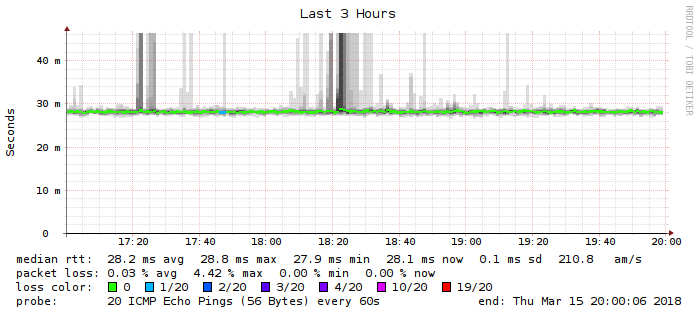 Last 3 Hours
RRDTOOL / TOBI OETIKER
Seconds
40 m
30 m
20 m
10 m
0
17:20 17:40 18:00 18:20 18:40 19:00 19:20 19:40 20:00
median rtt: 28.2 ms avg 28.8 ms max 27.9 ms min 28.1 ms now 0.1 ms sd 210.8 am/s
packet loss: 0.03 % avg 4.42 % max 0.00 % min 0.00 % now
loss color: 0 1/20 2/20 3/20 4/20 10/20 19/20
probe: 20 ICMP Echo Pings (56 Bytes) every 60s end: Thu Mar 15 20:00:06 2018